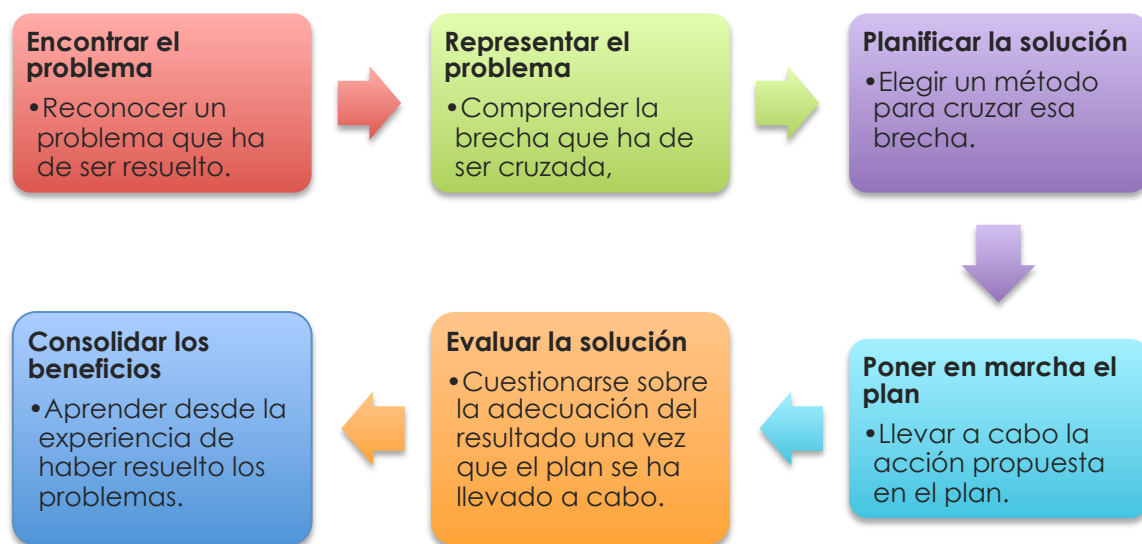 Encontrar el
problema
•Reconocer un
problema que ha
de ser resuelto.
Representar el
problema
•Comprender la
brecha que ha de
ser cruzada,
Planificar la solución
•Elegir un método
para cruzar esa
brecha.
Poner en marcha el
plan
•Llevar a cabo la
acción propuesta
en el plan.
Evaluar la solución
•Cuestionarse sobre
la adecuación del
resultado una vez
que el plan se ha
llevado a cabo.
Consolidar los
beneficios
•Aprender desde la
experiencia de
haber resuelto los
problemas.